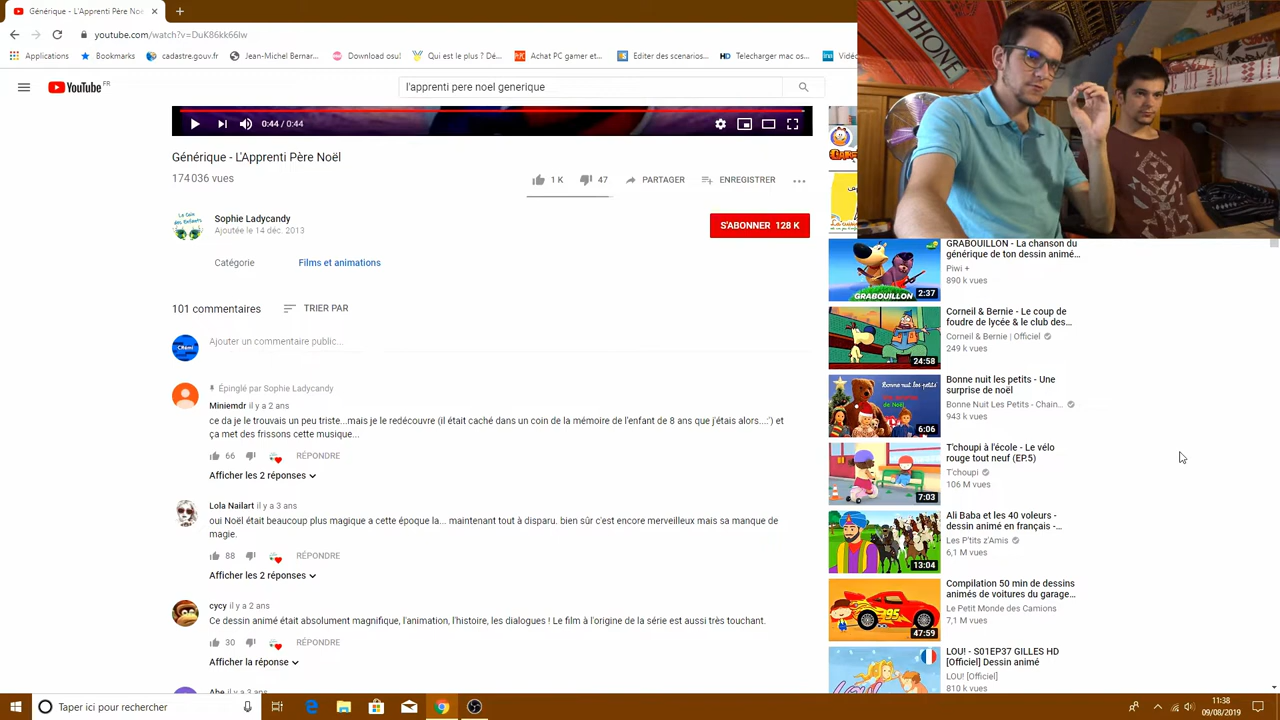 Générique - L'Apprenti Père Noë
youtube.com/watch?v=DuK86kk66lw
Applications
Bookmarks
cadastre.gouv.fr
Jean-Michel Bernar...
Download osu!
Qui est le plus ? Dé...
Achat PC gamer et...
Editer des scenarios...
Telecharger mac os...
Vidéo
YouTube FR
l'apprenti pere noel generique
ÉPHONE
0:44 / 0:44
Générique - L'Apprenti Père Noël
174 036 vues
1 K
47
PARTAGER
ENREGISTRER
Sophie Ladycandy
Ajoutée le 14 déc. 2013
S'ABONNER 128 K
Catégorie
Films et animations
101 commentaires
TRIER PAR
Ajouter un commentaire public...
Épinglé par Sophie Ladycandy
Miniemdr il y a 2 ans
ce da je le trouvais un peu triste...mais je le redécouvre (il était caché dans un coin de la mémoire de l'enfant de 8 ans que j'étais alors...:') et
ça met des frissons cette musique...
66
RÉPONDRE
Afficher les 2 réponses
Lola Nailart il y a 3 ans
oui Noël était beaucoup plus magique a cette époque la... maintenant tout à disparu. bien sûr c'est encore merveilleux mais sa manque de
magie.
88
RÉPONDRE
Afficher les 2 réponses
cycy il y a 2 ans
Ce dessin animé était absolument magnifique, l'animation, l'histoire, les dialogues ! Le film à l'origine de la série est aussi très touchant.
30
RÉPONDRE
Afficher la réponse
Abe il y a 3 ans
GRABOUILLON
2:37
GRABOUILLON - La chanson du
générique de ton dessin animé...
Piwi +
890 k vues
24:58
Corneil & Bernie - Le coup de
foudre de lycée & le club des...
Corneil & Bernie | Officiel
249 k vues
Bonne nuit les petits
6:06
Bonne nuit les petits - Une
surprise de noël
Bonne Nuit Les Petits - Chain...
943 k vues
7:03
T'choupi à l'école - Le vélo
rouge tout neuf (EP.5)
T'choupi
106 M vues
13:04
Ali Baba et les 40 voleurs -
dessin animé en français -...
Les P'tits z'Amis
6,1 M vues
95
47:59
Compilation 50 min de dessins
animés de voitures du garage...
Le Petit Monde des Camions
7,1 M vues
LOU! - S01EP37 GILLES HD
[Officiel] Dessin animé
LOU! [Officiel]
810 k vues
Taper ici pour rechercher
11:38
09/08/2019